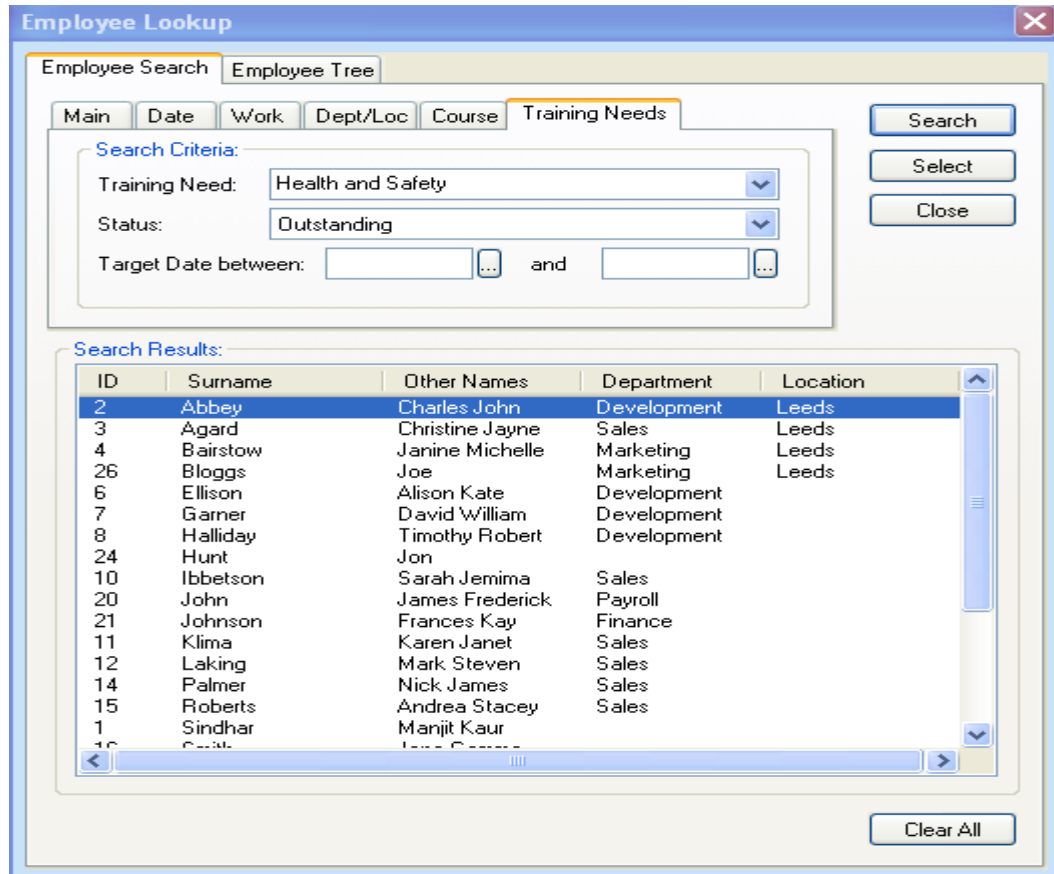 Employee Lookup
Employee Search Employee Tree
Main Date Work Dept/Loc Course Training Needs
Search
Search Criteria:
Select
Training Need: Health and Safety
Close
Status: Outstanding
Target Date between: ... and ...
Search Results:
ID Surname Other Names Department Location
2 Abbey Charles John Development Leeds
3 Agard Christine Jayne Sales Leeds
4 Bairstow Janine Michelle Marketing Leeds
26 Bloggs Joe Marketing Leeds
6 Ellison Alison Kate Development
7 Garner David William Development
8 Halliday Timothy Robert Development
24 Hunt Jon
10 Ibbetson Sarah Jemima Sales
20 John James Frederick Payroll
21 Johnson Frances Kay Finance
11 Klima Karen Janet Sales
12 Laking Mark Steven Sales
14 Palmer Nick James Sales
15 Roberts Andrea Stacey Sales
1 Sindhar Manjit Kaur
Smith
Clear All